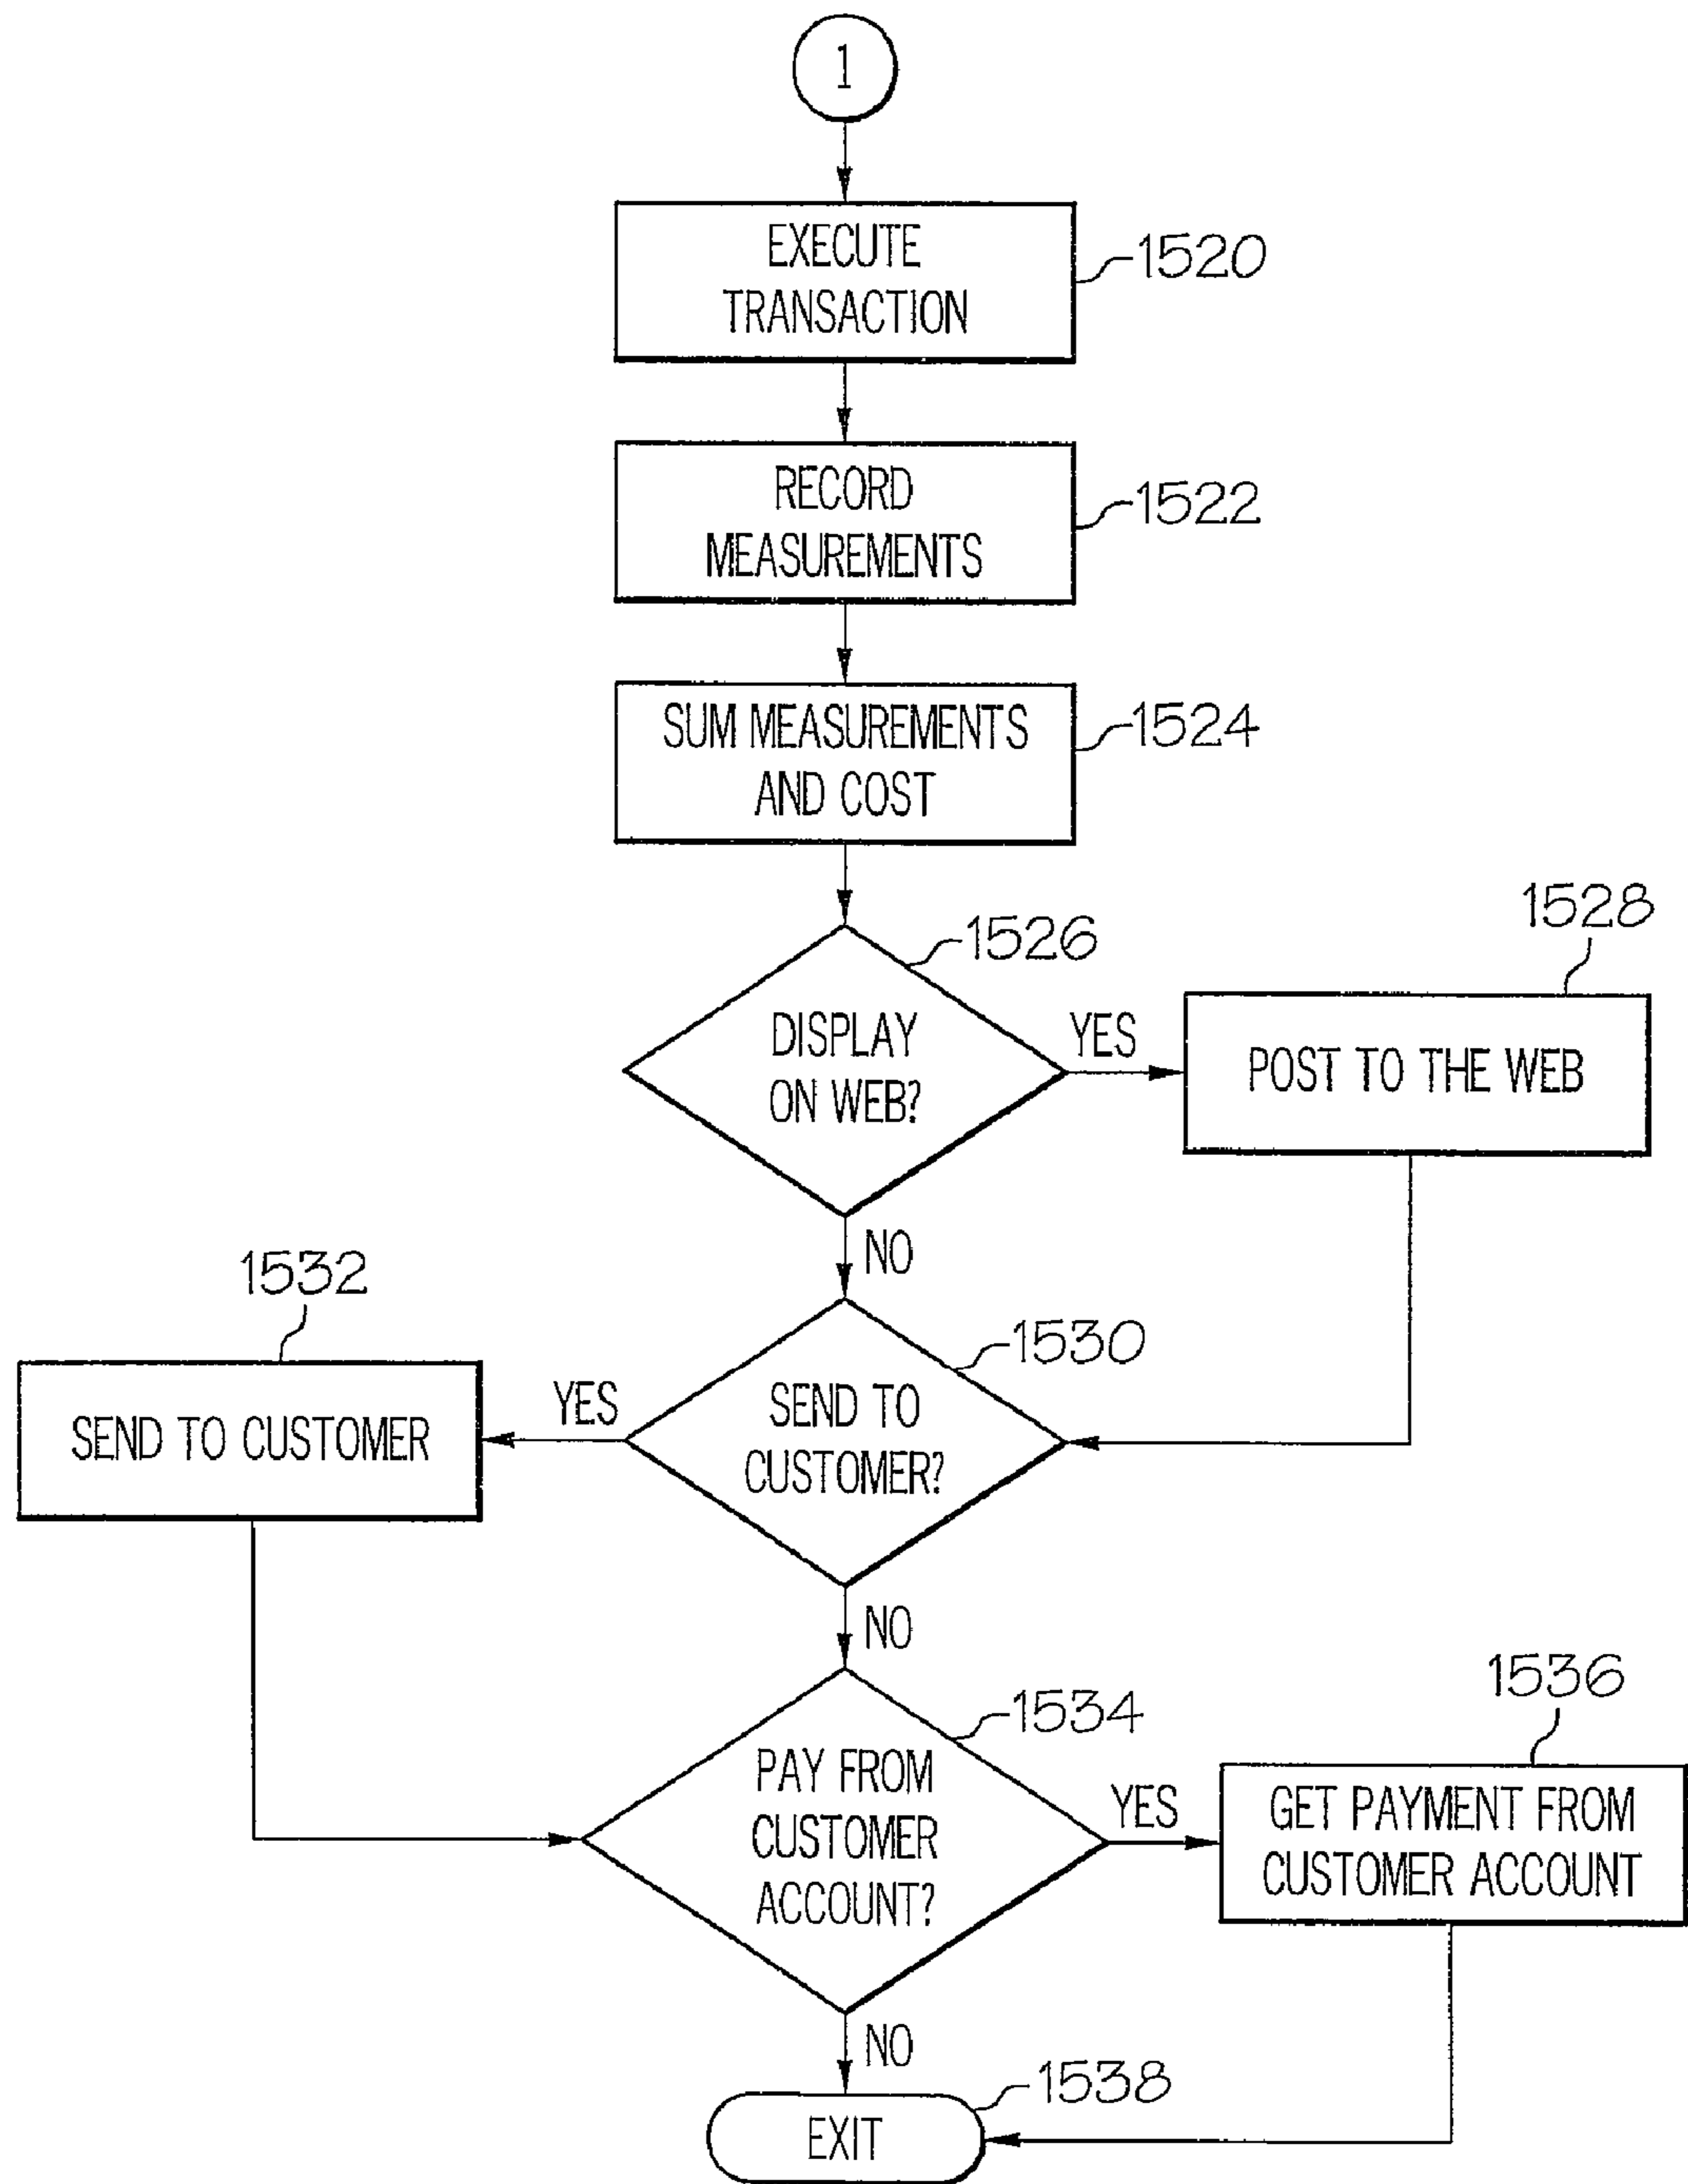 1
EXECUTE
TRANSACTION
1520
RECORD
MEASUREMENTS
1522
SUM MEASUREMENTS
AND COST
1524
1526
DISPLAY
ON WEB?
YES
1528
POST TO THE WEB
NO
1532
SEND TO CUSTOMER
YES
1530
SEND TO
CUSTOMER?
NO
1534
PAY FROM
CUSTOMER
ACCOUNT?
YES
1536
GET PAYMENT FROM
CUSTOMER ACCOUNT
NO
1538
EXIT